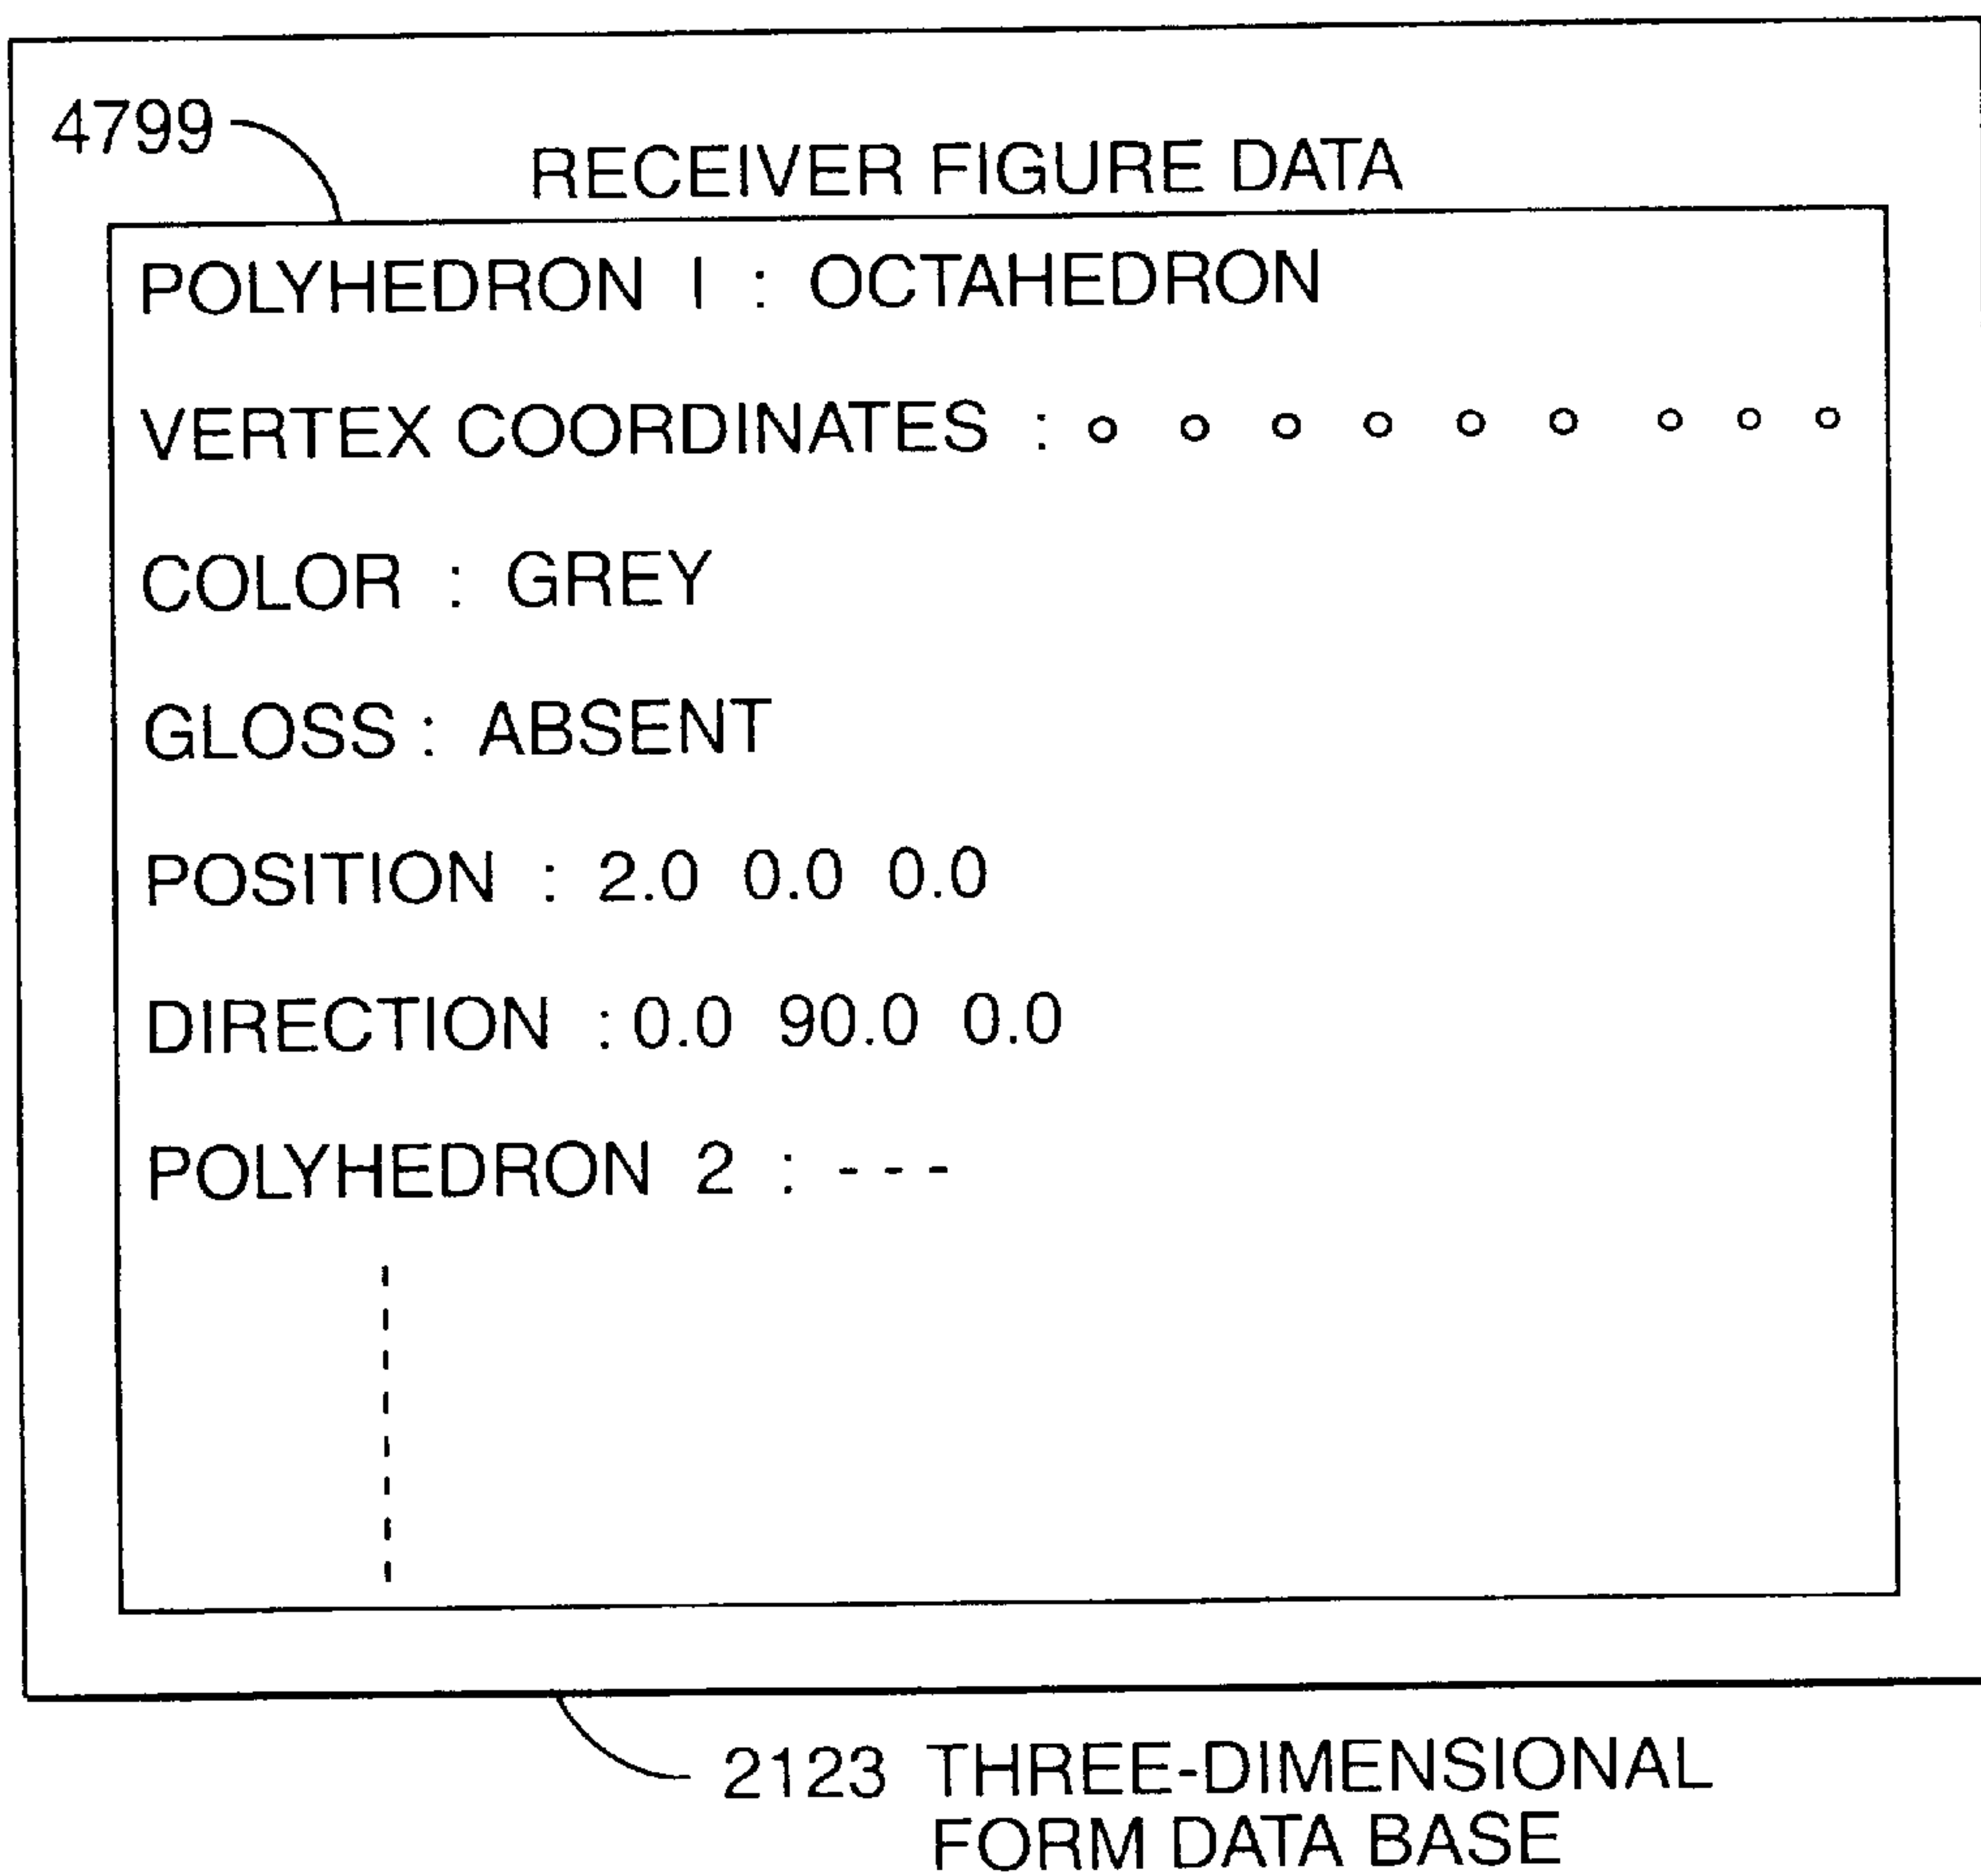 4799
RECEIVER FIGURE DATA
POLYHEDRON 1 : OCTAHEDRON
VERTEX COORDINATES : o o o o o o o o o
COLOR : GREY
GLOSS : ABSENT
POSITION : 2.0 0.0 0.0
DIRECTION : 0.0 90.0 0.0
POLYHEDRON 2 : - - -
2123 THREE-DIMENSIONAL
FORM DATA BASE